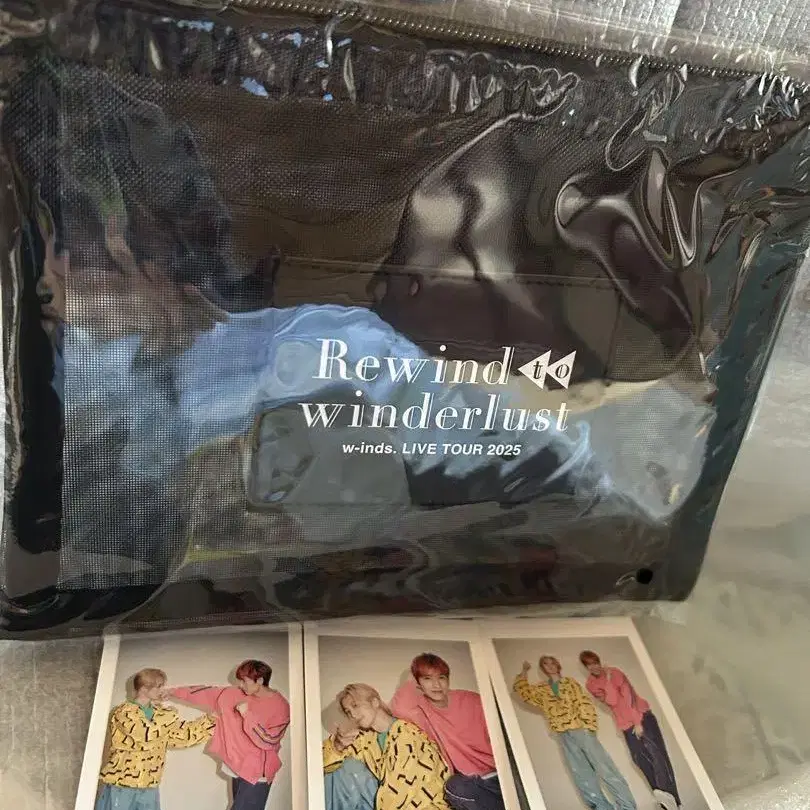 Rewind to
winderlust
w-inds. LIVE TOUR 2025